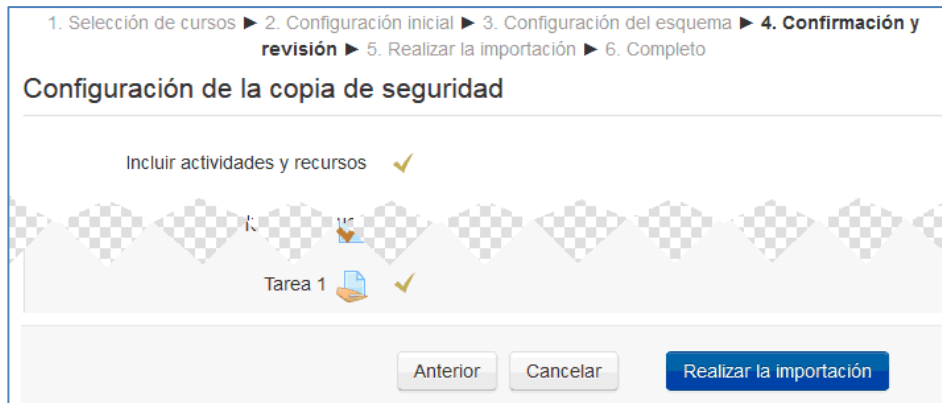 1. Selección de cursos ► 2. Configuración inicial ► 3. Configuración del esquema ► 4. Confirmación y
revisión ► 5. Realizar la importación ► 6. Completo
Configuración de la copia de seguridad
Incluir actividades y recursos
Tarea 1
Anterior Cancelar Realizar la importación